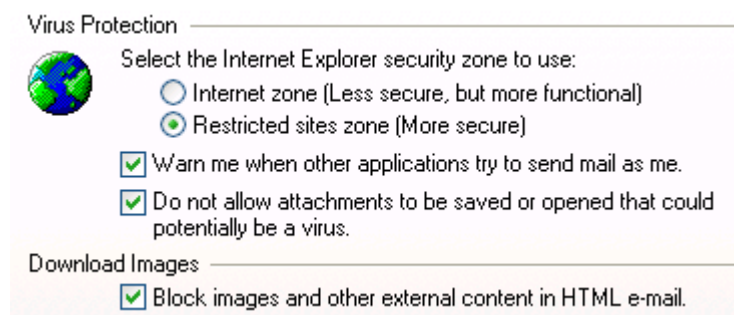 Virus Protection
Select the Internet Explorer security zone to use:
Internet zone (Less secure, but more functional)
Restricted sites zone (More secure)
Warn me when other applications try to send mail as me.
Do not allow attachments to be saved or opened that could
potentially be a virus.
Download Images
Block images and other external content in HTML e-mail.